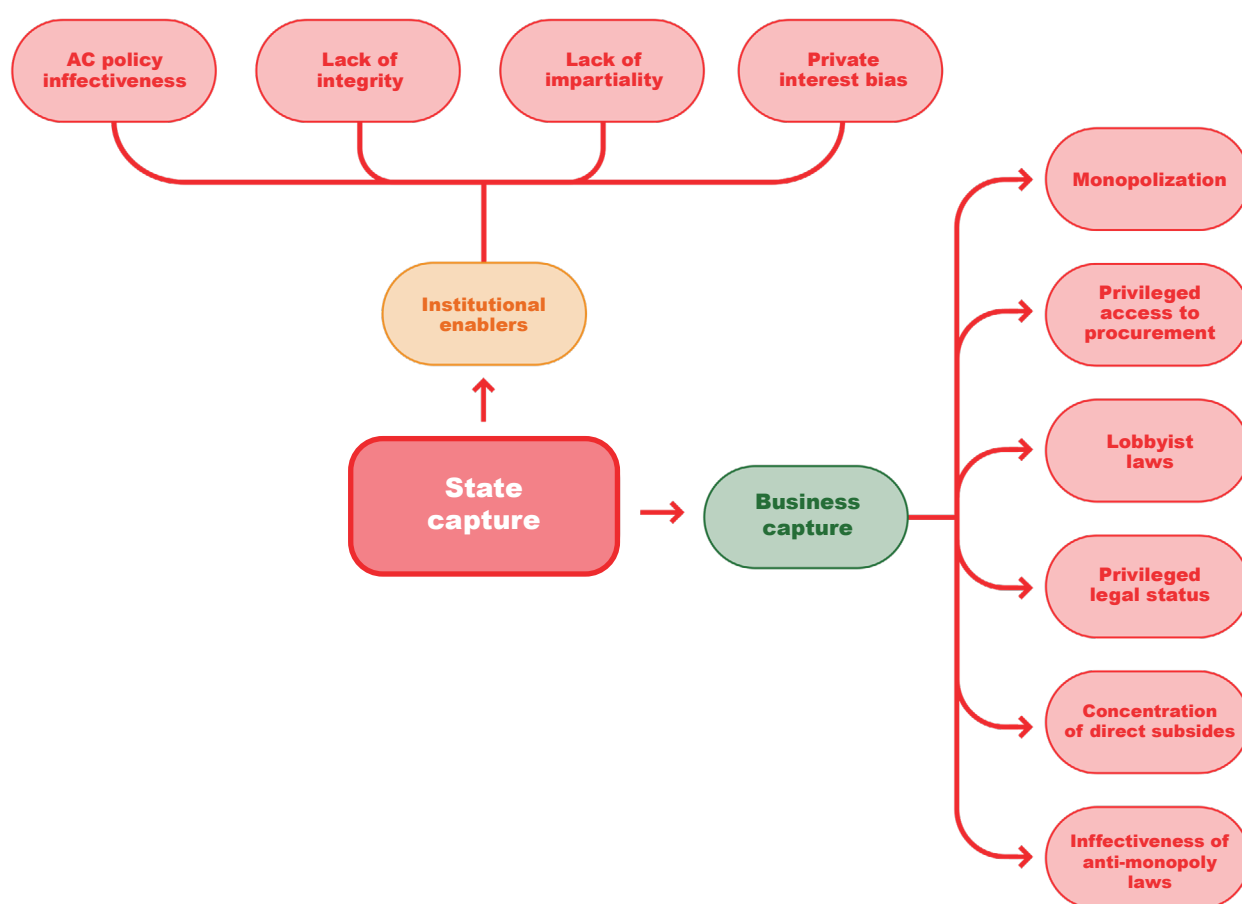 AC policy
inffectiveness
Lack of
integrity
Lack of
impartiality
Private
interest bias
Institutional
enablers
State
capture
Business
capture
Monopolization
Privileged
access to
procurement
Lobbyist
laws
Privileged
legal status
Concentration
of direct subsides
Inffectiveness of
anti-monopoly
laws